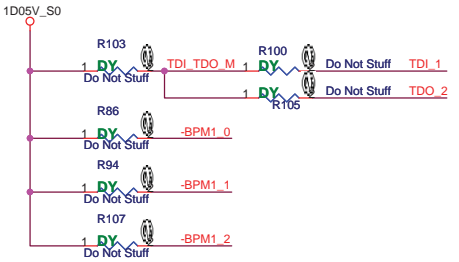 1D05V_S0
R103
1 DY
Do Not Stuff
TDI_TDO_M
R100
1 DY
Do Not Stuff
TDI_1
1 DY
R105
Do Not Stuff
TDO_2
R86
1 DY
Do Not Stuff
-BPM1_0
R94
1 DY
Do Not Stuff
-BPM1_1
R107
1 DY
Do Not Stuff
-BPM1_2